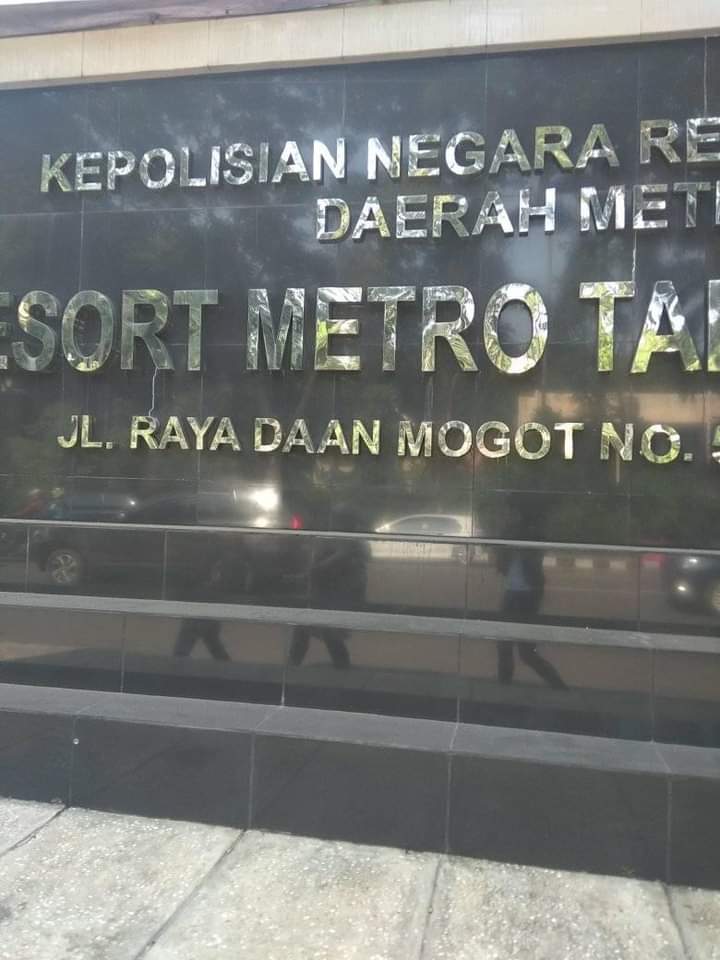 KEPOLISIAN NEGARA RE
DAERAH MET
ESORT METRO TA
JL. RAYA DAAN MOGOT NO.